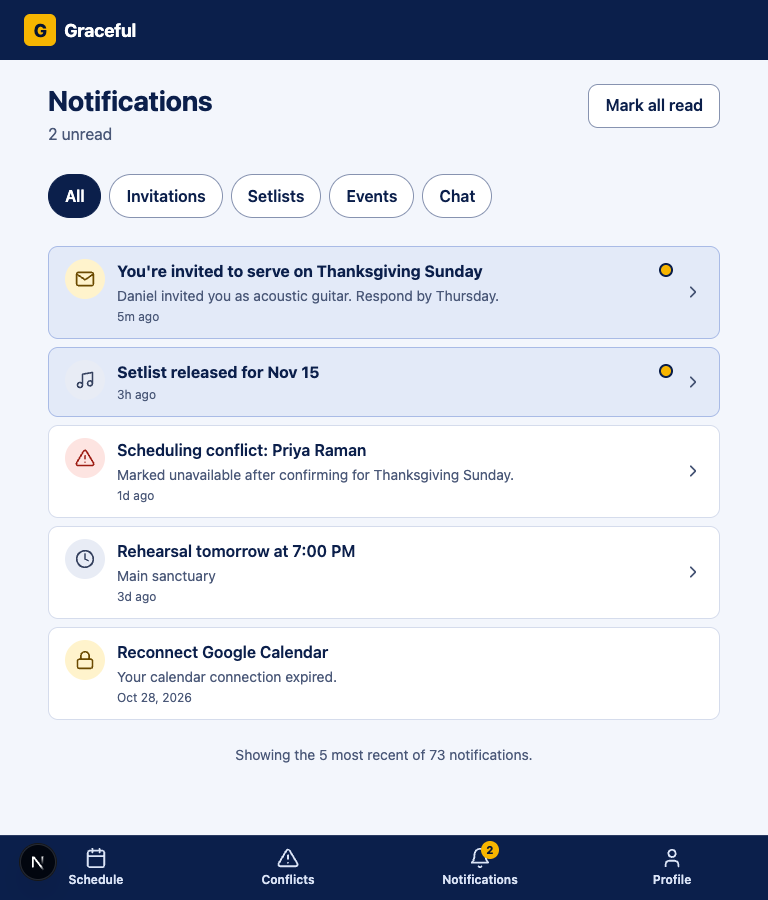 G Graceful
Notifications
Mark all read
2 unread
All Invitations Setlists Events Chat
You're invited to serve on Thanksgiving Sunday
Daniel invited you as acoustic guitar. Respond by Thursday.
5m ago
Setlist released for Nov 15
3h ago
Scheduling conflict: Priya Raman
Marked unavailable after confirming for Thanksgiving Sunday.
1d ago
Rehearsal tomorrow at 7:00 PM
Main sanctuary
3d ago
Reconnect Google Calendar
Your calendar connection expired.
Oct 28, 2026
Showing the 5 most recent of 73 notifications.
2
N
Schedule Conflicts Notifications Profile